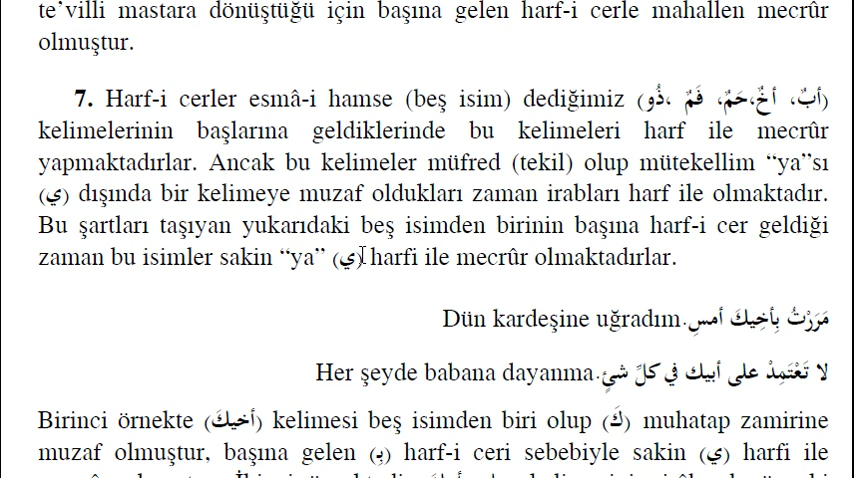 te’villi mastara dönüştüğü için başına gelen harf-i cerle mahallen mecrûr
olmuştur.
7. Harf-i cerler esmâ-i hamse (beş isim) dediğimiz (أبٌ، أخٌ،حَمٌ، فَمٌ ،ذُو)
kelimelerinin başlarına geldiklerinde bu kelimeleri harf ile mecrûr
yapmaktadırlar. Ancak bu kelimeler müfred (tekil) olup mütekellim “ya”sı
(ي) dışında bir kelimeye muzaf oldukları zaman irabları harf ile olmaktadır.
Bu şartları taşıyan yukarıdaki beş isimden birinin başına harf-i cer geldiği
zaman bu isimler sakin “ya” (ي) harfi ile mecrûr olmaktadırlar.
Dün kardeşine uğradım.مَرَرْتُ بِأخِيكَ أمسِ
Her şeyde babana dayanma.لا تَعْتَمِدْ على أبيك في كلِّ شئٍ
Birinci örnekte (أخيكَ) kelimesi beş isimden biri olup (كَ) muhatap zamirine
muzaf olmuştur, başına gelen (بِ) harf-i ceri sebebiyle sakin (ي) harfi ile